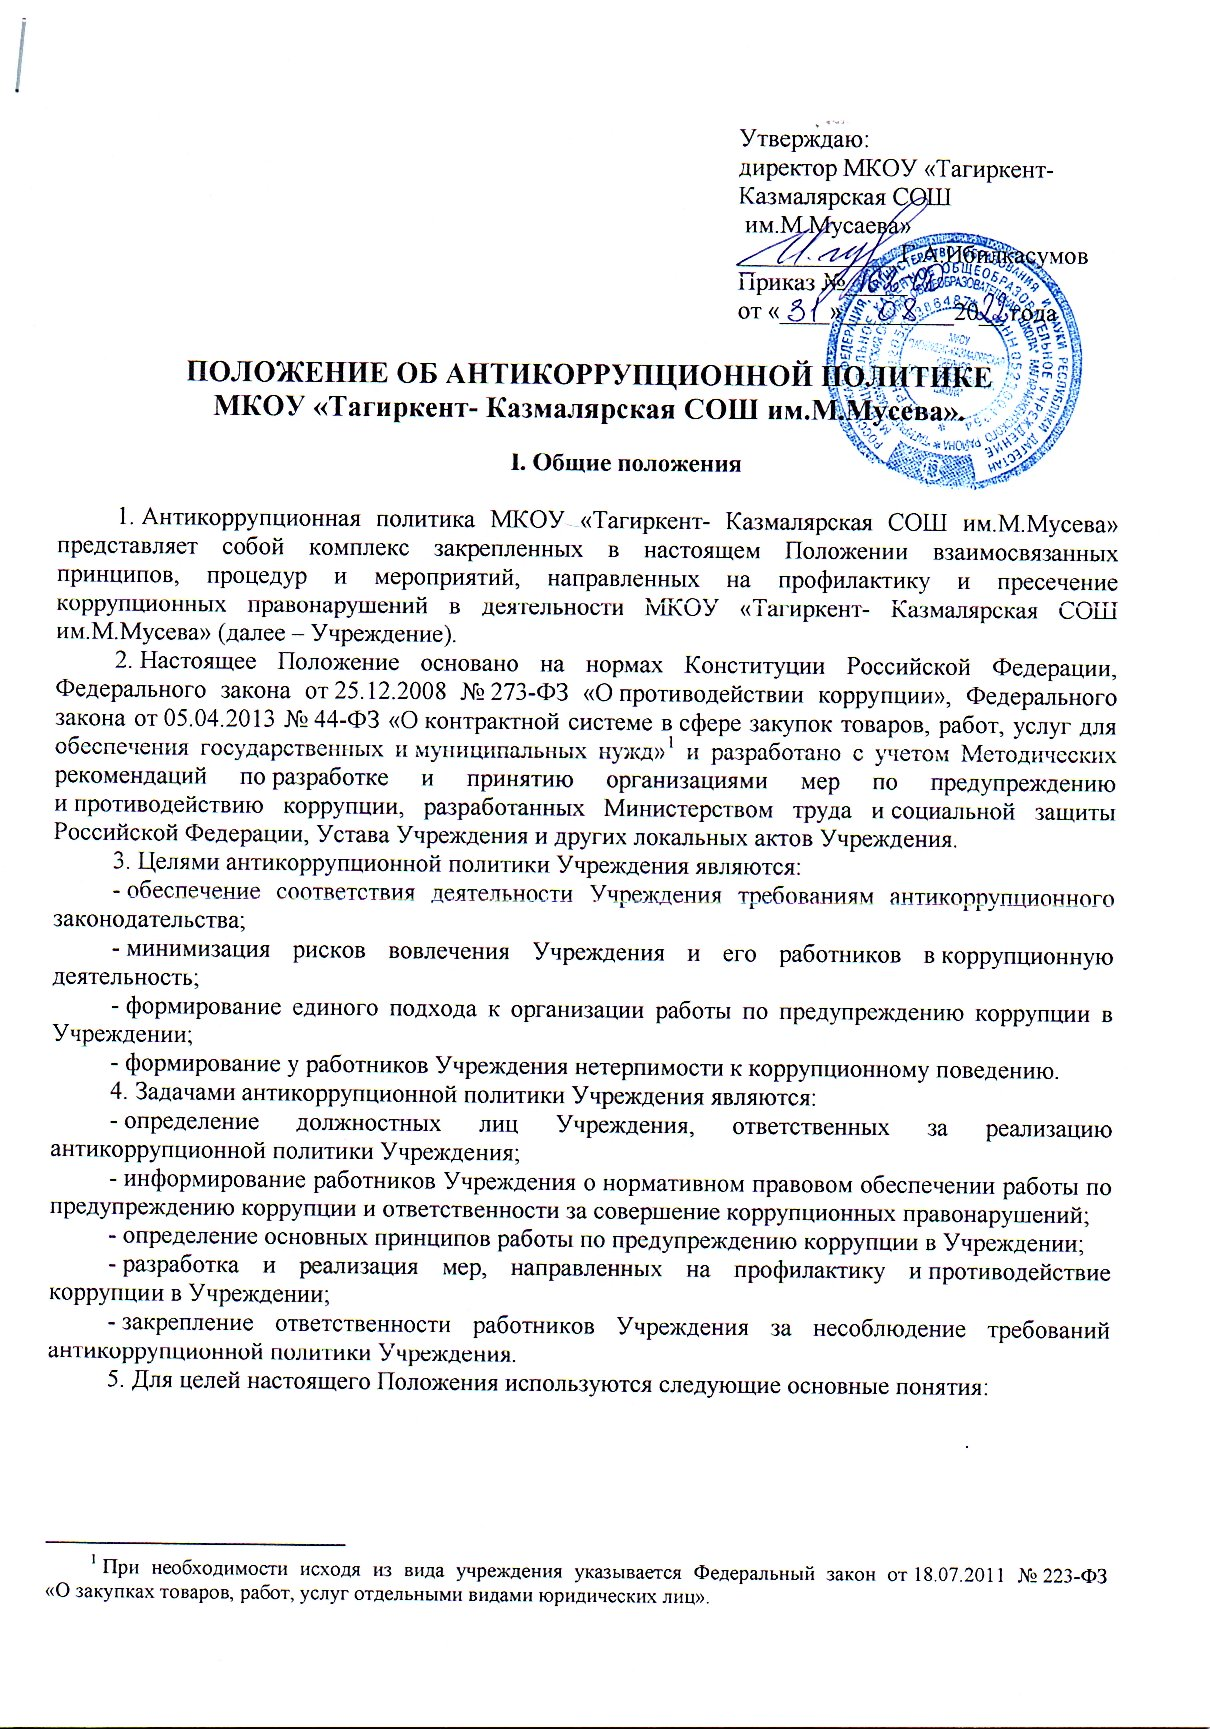 Утверждаю:
директор МКОУ «Тагиркент-
Казмалярская СОШ
им.М.Мусаева»
Г.А.Ибилкасумов
Приказ №
от «31» 08 2022 года
ПОЛОЖЕНИЕ ОБ АНТИКОРРУПЦИОННОЙ ПОЛИТИКЕ
МКОУ «Тагиркент- Казмалярская СОШ им.М.Мусева».
I. Общие положения
1. Антикоррупционная политика МКОУ «Тагиркент- Казмалярская СОШ им.М.Мусева»
представляет собой комплекс закрепленных в настоящем Положении взаимосвязанных
принципов, процедур и мероприятий, направленных на профилактику и пресечение
коррупционных правонарушений в деятельности МКОУ «Тагиркент- Казмалярская СОШ
им.М.Мусева» (далее – Учреждение).
2. Настоящее Положение основано на нормах Конституции Российской Федерации,
Федерального закона от 25.12.2008 № 273-ФЗ «О противодействии коррупции», Федерального
закона от 05.04.2013 № 44-ФЗ «О контрактной системе в сфере закупок товаров, работ, услуг для
обеспечения государственных и муниципальных нужд»1 и разработано с учетом Методических
рекомендаций по разработке и принятию организациями мер по предупреждению
и противодействию коррупции, разработанных Министерством труда и социальной защиты
Российской Федерации, Устава Учреждения и других локальных актов Учреждения.
3. Целями антикоррупционной политики Учреждения являются:
- обеспечение соответствия деятельности Учреждения требованиям антикоррупционного
законодательства;
- минимизация рисков вовлечения Учреждения и его работников в коррупционную
деятельность;
- формирование единого подхода к организации работы по предупреждению коррупции в
Учреждении;
- формирование у работников Учреждения нетерпимости к коррупционному поведению.
4. Задачами антикоррупционной политики Учреждения являются:
- определение должностных лиц Учреждения, ответственных за реализацию
антикоррупционной политики Учреждения;
- информирование работников Учреждения о нормативном правовом обеспечении работы по
предупреждению коррупции и ответственности за совершение коррупционных правонарушений;
- определение основных принципов работы по предупреждению коррупции в Учреждении;
- разработка и реализация мер, направленных на профилактику и противодействие
коррупции в Учреждении;
- закрепление ответственности работников Учреждения за несоблюдение требований
антикоррупционной политики Учреждения.
5. Для целей настоящего Положения используются следующие основные понятия:
1 При необходимости исходя из вида учреждения указывается Федеральный закон от 18.07.2011 № 223-ФЗ
«О закупках товаров, работ, услуг отдельными видами юридических лиц».